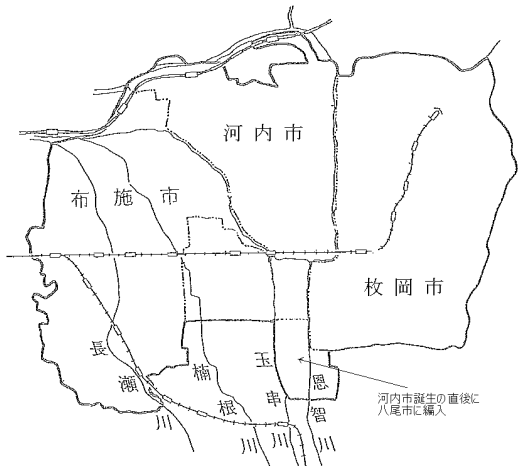 河内市
布施市
枚岡市
長瀬川
楠根川
玉串川
恩智川
河内市誕生の直後に
八尾市に編入